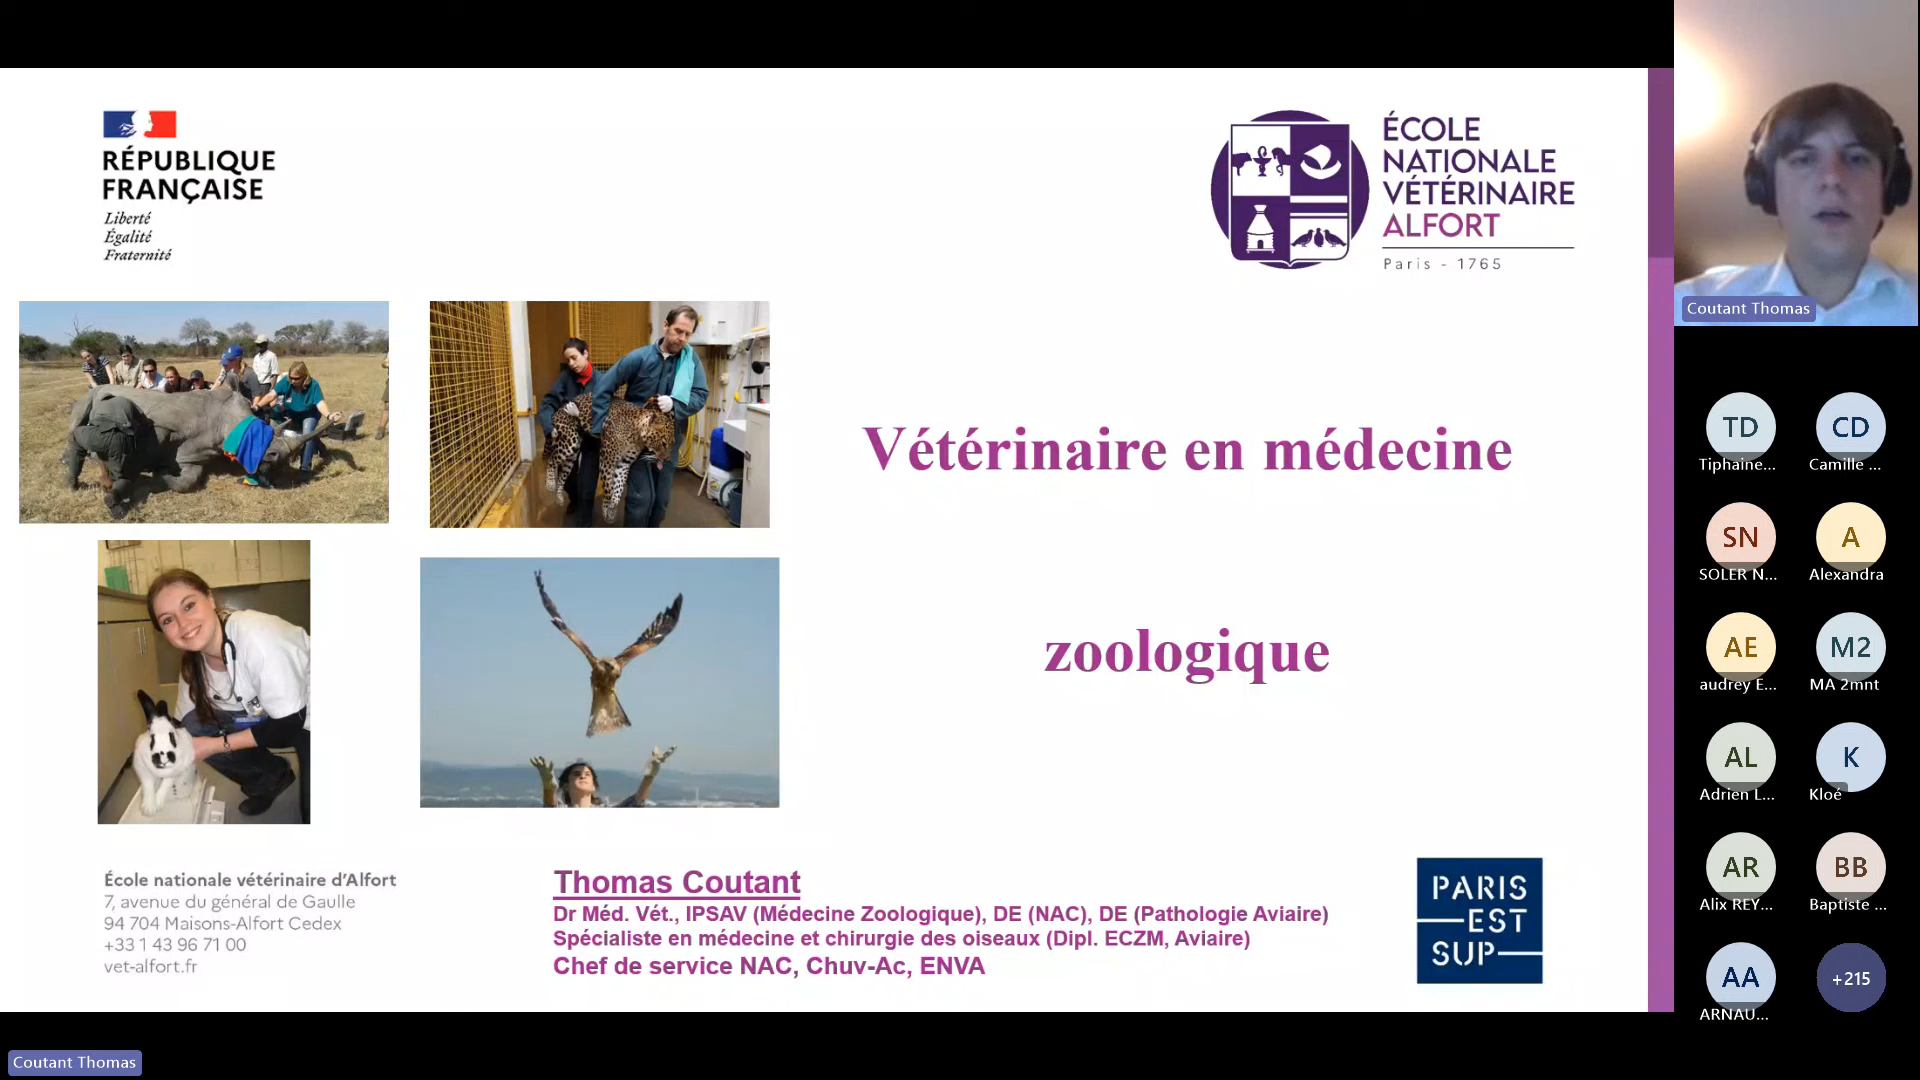 RÉPUBLIQUE
FRANÇAISE
Liberté
Égalité
Fraternité
ÉCOLE
NATIONALE
VÉTÉRINAIRE
ALFORT
Paris - 1765
Vétérinaire en médecine
zoologique
École nationale vétérinaire d'Alfort
7, avenue du général de Gaulle
94 704 Maisons-Alfort Cedex
+33 1 43 96 71 00
vet-alfort.fr
Thomas Coutant
Dr Méd. Vét., IPSAV (Médecine Zoologique), DE (NAC), DE (Pathologie Aviaire)
Spécialiste en médecine et chirurgie des oiseaux (Dipl. ECZM, Aviaire)
Chef de service NAC, Chuv-Ac, ENVA
PARIS
EST
SUP
Coutant Thomas
Coutant Thomas
TD
Tiphaine...
CD
Camille ...
SN
SOLER N...
A
Alexandra
AE
audrey E...
M2
MA 2mnt
AL
Adrien L...
K
Kloé
AR
Alix REY...
BB
Baptiste ...
AA
ARNAU...
+215